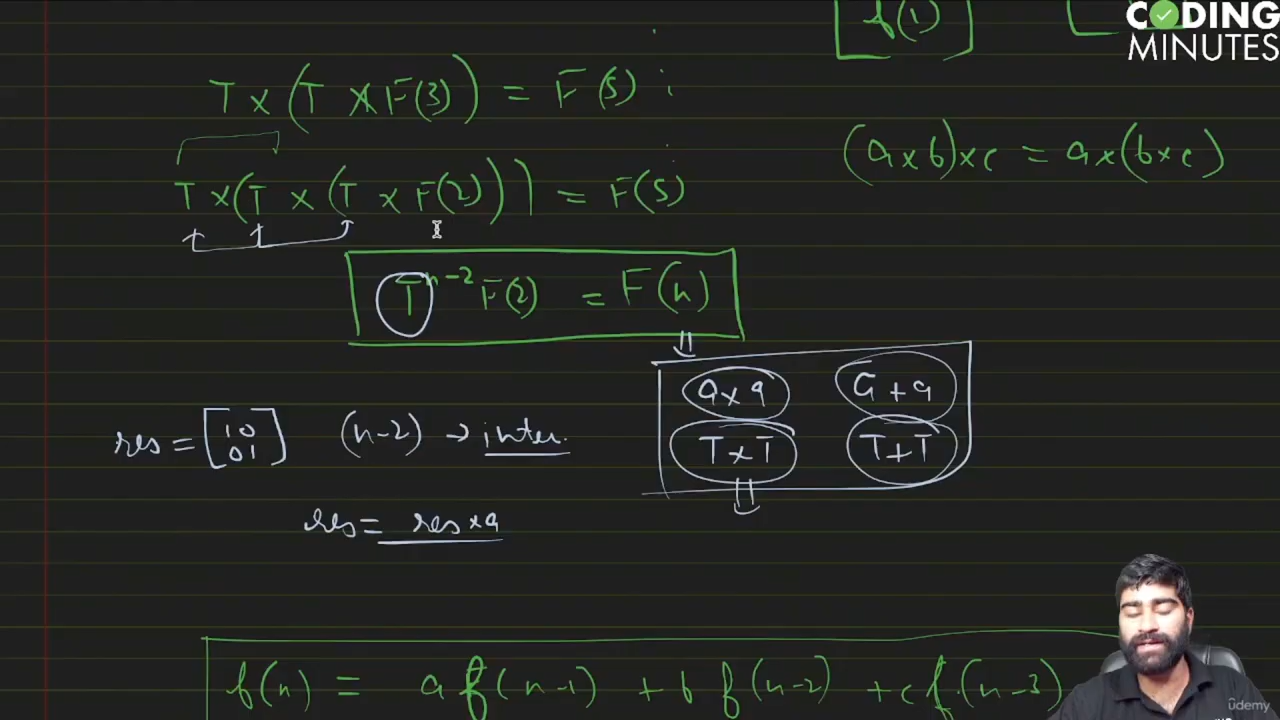 f(1)
CODING
MINUTES
T × (T × F(3)) = F(5) ;
(a×b)×c = a×(b×c)
T × (T × (T × F(2))) = F(5)
T^{n-2} F(2) = F(n)
a×a a+a
res = [1 0
0 1] (n-2) → inter.
T×T T+T
res = res×a
f(n) = a f(n-1) + b f(n-2) + c f(n-3)
udemy